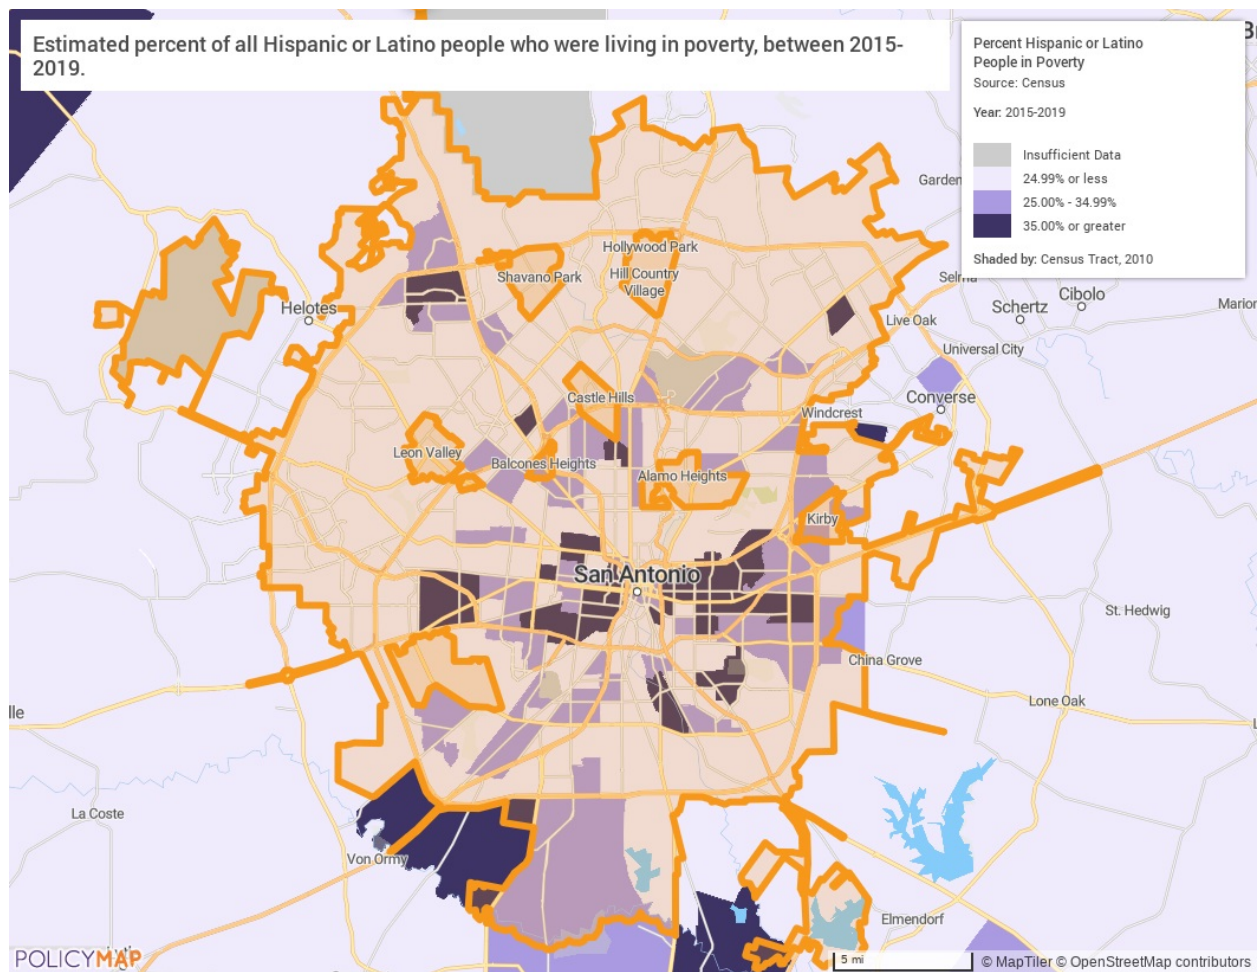 Estimated percent of all Hispanic or Latino people who were living in poverty, between 2015-
2019.
Percent Hispanic or Latino
People in Poverty
Source: Census
Year: 2015-2019
Insufficient Data
24.99% or less
25.00% - 34.99%
35.00% or greater
Shaded by: Census Tract, 2010
Garden
Hollywood Park
Shavano Park
Hill Country
Village
Selma
Helotes
Schertz
Cibolo
Marion
Live Oak
Universal City
Castle Hills
Converse
Windcrest
Leon Valley
Balcones Heights
Alamo Heights
Kirby
San Antonio
St. Hedwig
China Grove
lle
Lone Oak
La Coste
Von Ormy
Elmendorf
POLICYMAP
5 mi
© MapTiler © OpenStreetMap contributors